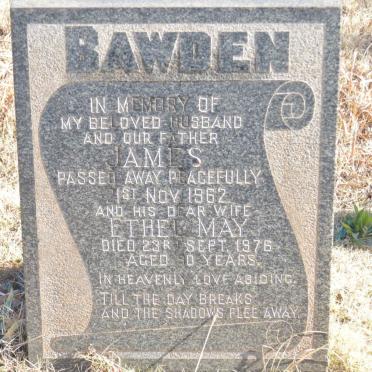 BAWDEN
IN MEMORY OF
MY BELOVED HUSBAND
AND OUR FATHER
JAMES
PASSED AWAY PEACEFULLY
1ST NOV 1962
AND HIS DEAR WIFE
ETHEL MAY
DIED 23RD SEPT. 1976
AGED YEARS.
IN HEAVENLY LOVE ABIDING.
TILL THE DAY BREAKS
AND THE SHADOWS FLEE AWAY.